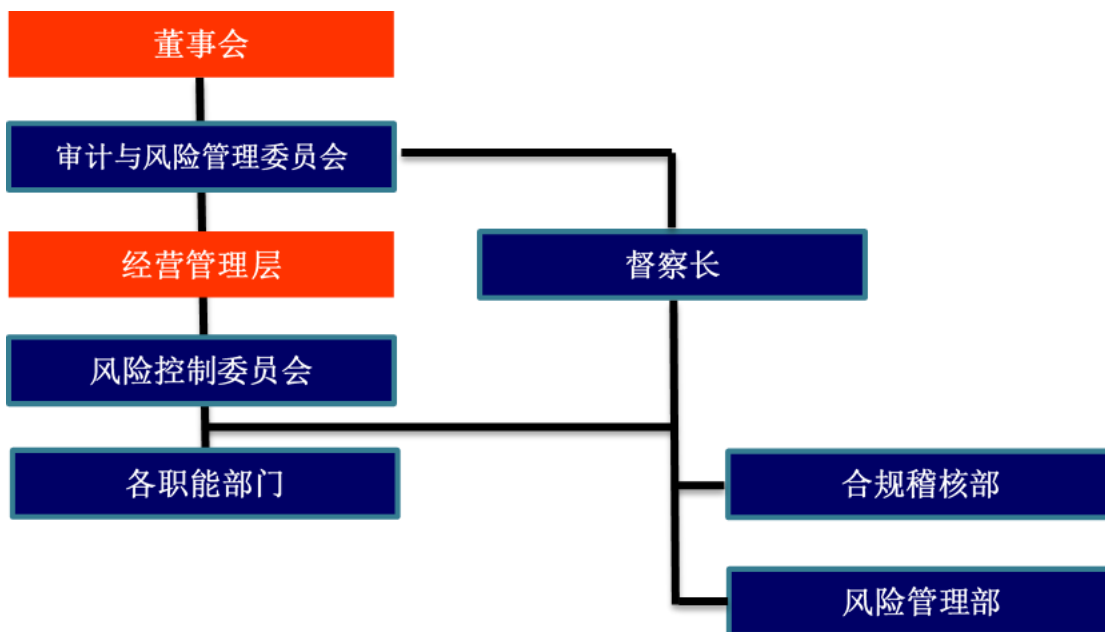 董事会
审计与风险管理委员会
经营管理层
督察长
风险控制委员会
各职能部门
合规稽核部
风险管理部